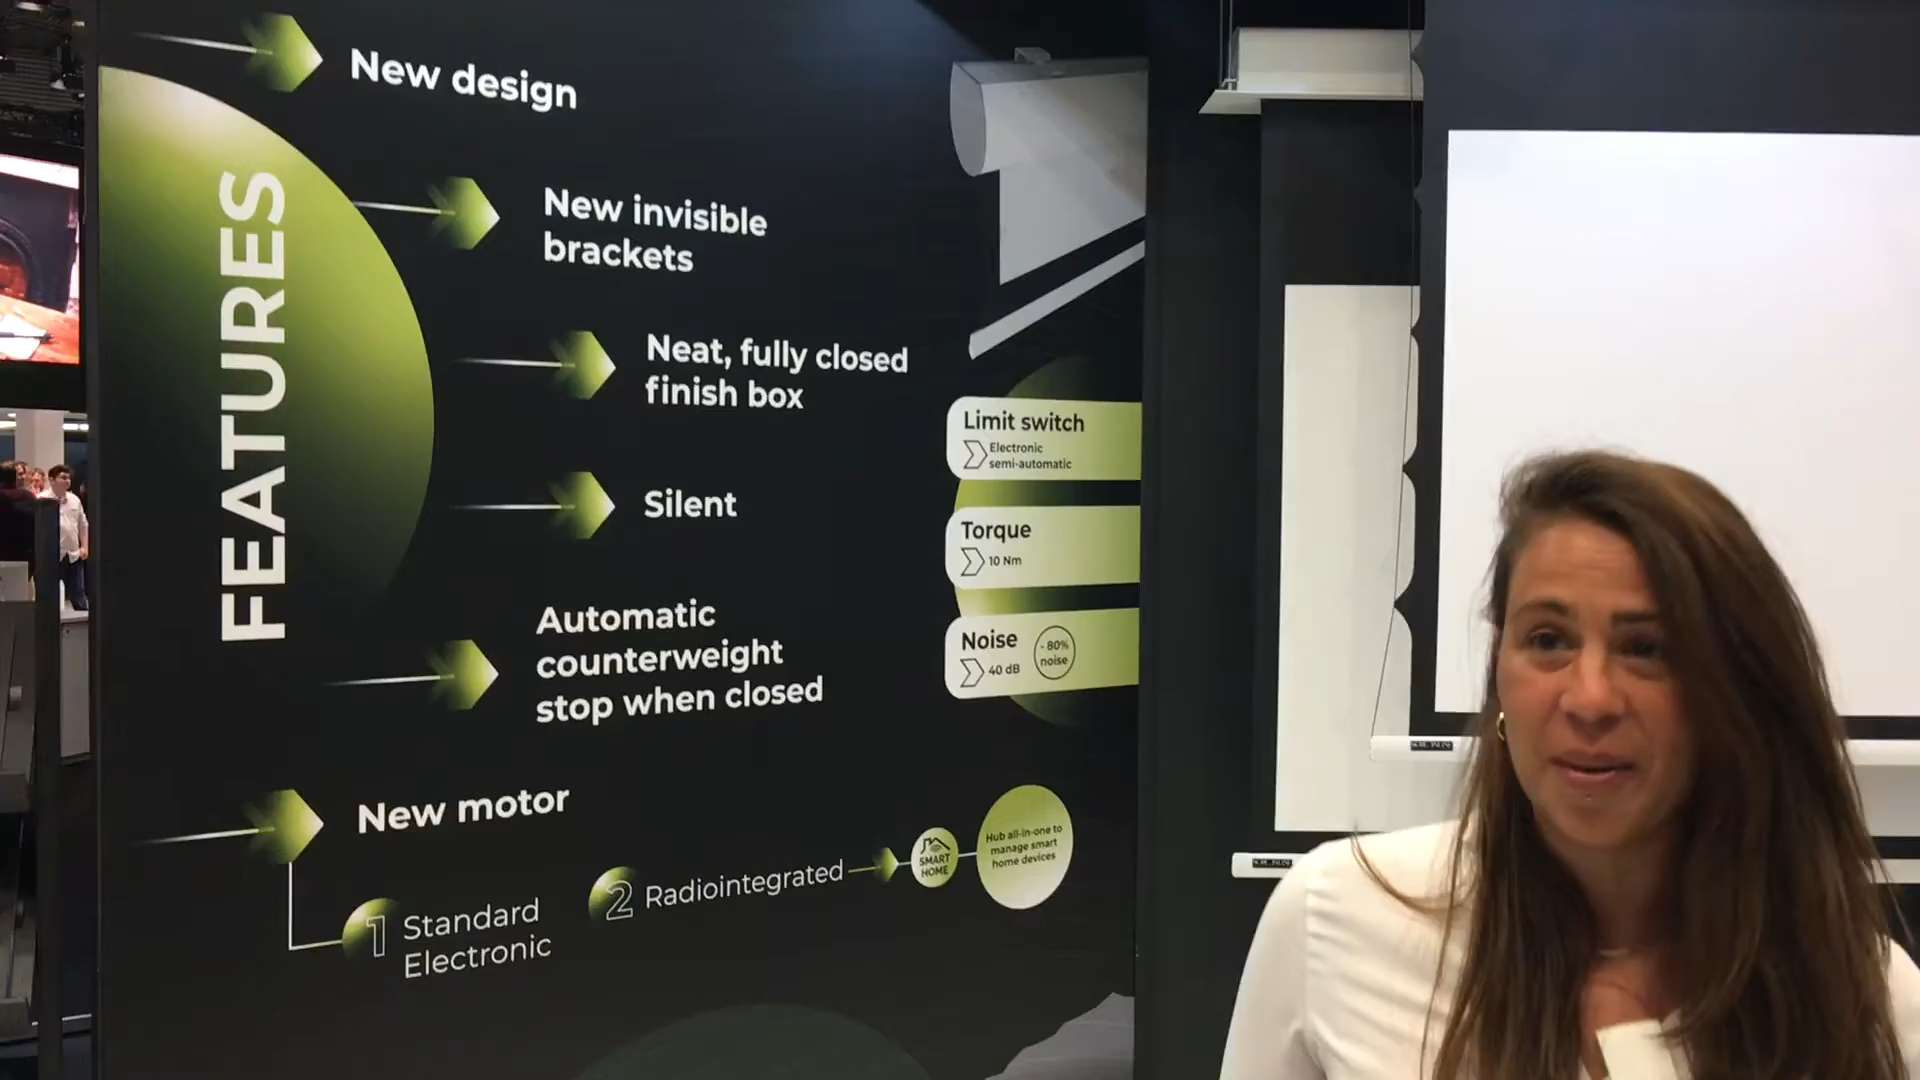 FEATURES
New design
New invisible
brackets
Neat, fully closed
finish box
Silent
Automatic
counterweight
stop when closed
New motor
1 Standard
Electronic
2 Radiointegrated
SMART
HOME
Hub all-in-one to
manage smart
home devices
Limit switch
Electronic
semi-automatic
Torque
10 Nm
Noise
40 dB
- 80%
noise